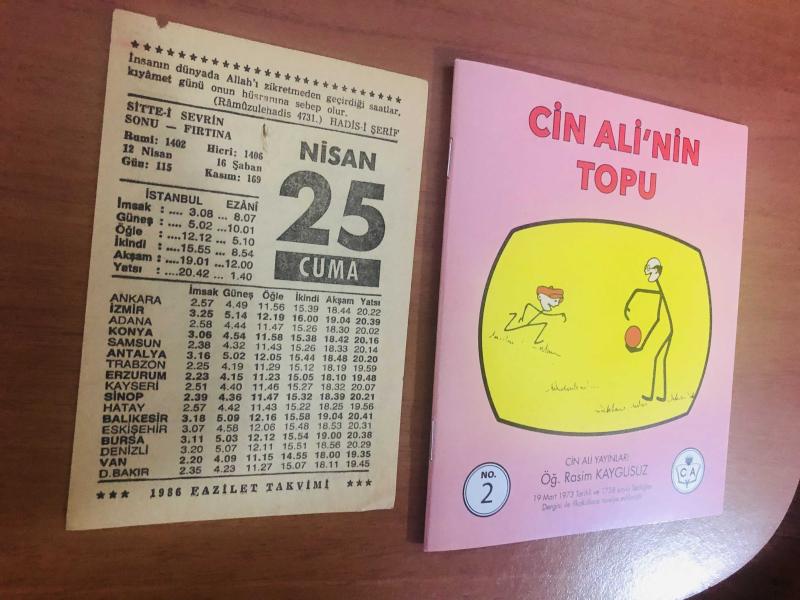 İnsanın dünyada Allah'ı zikretmeden geçirdiği saatlar,
kıyâmet günü onun hüsranına sebep olur.
(Râmûzulehadis 4731.) HADİS-İ ŞERİF
SİTTE-İ SEVRİN
SONU — FIRTINA
Rumi: 1402 Hicri: 1406
12 Nisan 16 Şaban
Gün: 115 Kasım: 169
NİSAN
25
CUMA
İSTANBUL EZÂNİ
İmsak : .... 3.08 ... 8.07
Güneş : .... 5.02 ...10.01
Öğle : ....12.12 ... 5.10
İkindi : ....15.55 ... 8.54
Akşam : ....19.01 ...12.00
Yatsı : ....20.42 ... 1.40
İmsak Güneş Öğle İkindi Akşam Yatsı
ANKARA 2.57 4.49 11.56 15.39 18.44 20.22
İZMİR 3.25 5.14 12.19 16.00 19.04 20.39
ADANA 2.58 4.44 11.47 15.26 18.30 20.02
KONYA 3.06 4.54 11.58 15.38 18.42 20.16
SAMSUN 2.38 4.32 11.43 15.26 18.33 20.14
ANTALYA 3.16 5.02 12.05 15.44 18.48 20.20
TRABZON 2.25 4.19 11.29 15.12 18.19 19.59
ERZURUM 2.23 4.15 11.23 15.05 18.10 19.48
KAYSERİ 2.51 4.40 11.46 15.27 18.32 20.07
SİNOP 2.39 4.36 11.47 15.32 18.39 20.21
HATAY 2.57 4.42 11.43 15.22 18.25 19.56
BALIKESİR 3.18 5.09 12.16 15.58 19.04 20.41
ESKİŞEHİR 3.07 4.58 12.06 15.48 18.53 20.31
BURSA 3.11 5.03 12.12 15.54 19.00 20.38
DENİZLİ 3.20 5.07 12.11 15.51 18.56 20.29
VAN 2.20 4.09 11.15 14.55 18.00 19.35
D.BAKIR 2.35 4.23 11.27 15.07 18.11 19.45
1986 FAZİLET TAKVİMİ
CİN ALİ'NİN
TOPU
CİN ALİ YAYINLARI
Öğ. Rasim KAYGUSUZ
19 Mart 1973 Tarihli ve 1738 sayılı Tebliğler
Dergisi ile İlkokullara tavsiye edilmiştir
NO.
2
C A